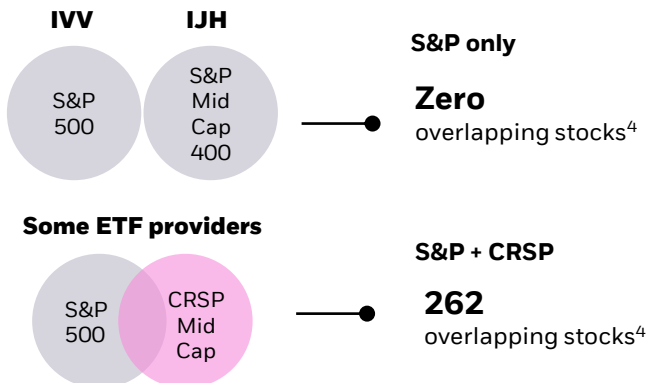 IVV
IJH
S&P
500
S&P
Mid
Cap
400
S&P only
Zero
overlapping stocks⁴
Some ETF providers
S&P
500
CRSP
Mid
Cap
S&P + CRSP
262
overlapping stocks⁴